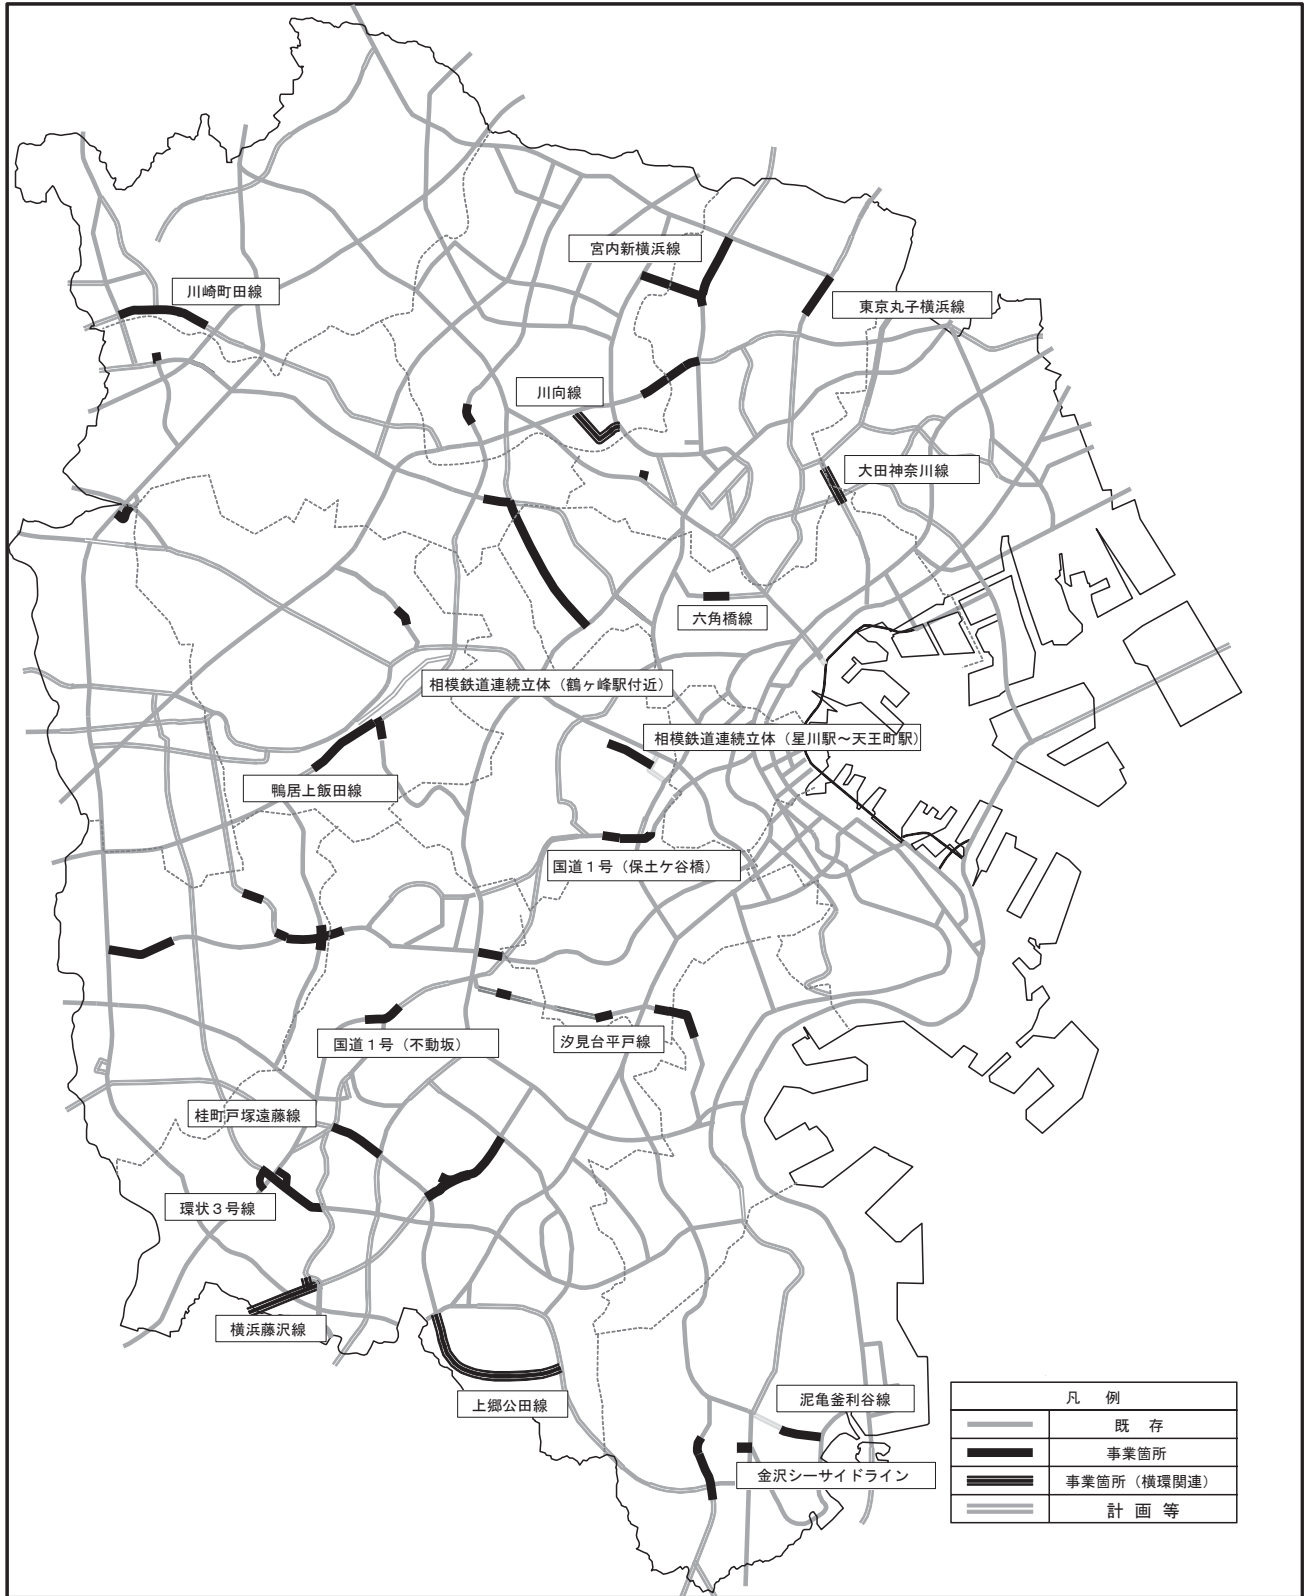 宮内新横浜線
川崎町田線
東京丸子横浜線
川向線
大田神奈川線
六角橋線
相模鉄道連続立体（鶴ヶ峰駅付近）
相模鉄道連続立体（星川駅～天王町駅）
鴨居上飯田線
国道１号（保土ケ谷橋）
国道１号（不動坂）
汐見台平戸線
桂町戸塚遠藤線
環状３号線
横浜藤沢線
上郷公田線
泥亀釜利谷線
金沢シーサイドライン
凡 例
既 存
事業箇所
事業箇所（横環関連）
計 画 等